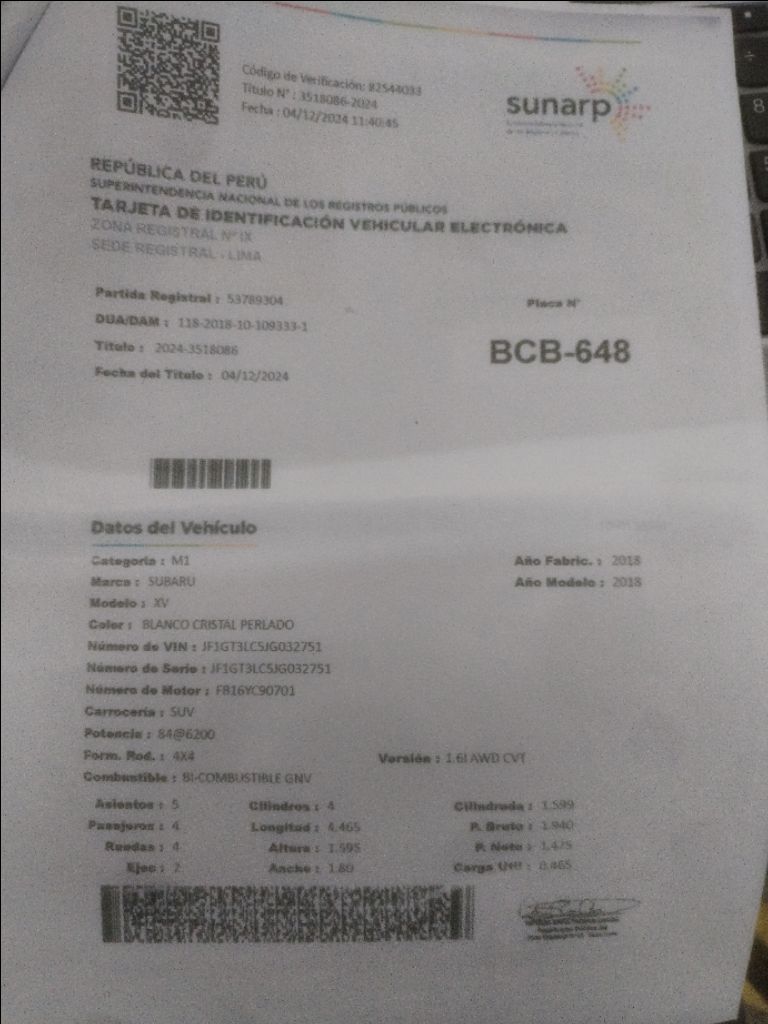 Código de Verificación: 82544033
Título N° : 3518086-2024
Fecha : 04/12/2024 11:40:45
sunarp
REPÚBLICA DEL PERÚ
SUPERINTENDENCIA NACIONAL DE LOS REGISTROS PÚBLICOS
TARJETA DE IDENTIFICACIÓN VEHICULAR ELECTRÓNICA
ZONA REGISTRAL N° IX
SEDE REGISTRAL - LIMA
Partida Registral : 53789304
Placa N°
DUA/DAM : 118-2018-10-109333-1
BCB-648
Título : 2024-3518086
Fecha del Título : 04/12/2024
Datos del Vehículo
Categoría : M1
Año Fabric. : 2018
Marca : SUBARU
Año Modelo : 2018
Modelo : XV
Color : BLANCO CRISTAL PERLADO
Número de VIN : JF1GT3LC5JG032751
Número de Serie : JF1GT3LC5JG032751
Número de Motor : FB16YC90701
Carrocería : SUV
Potencia : 84@6200
Form. Rod. : 4X4 Versión : 1.6I AWD CVT
Combustible : BI-COMBUSTIBLE GNV
Asientos : 5 Cilindros : 4 Cilindrada : 1.599
Pasajeros : 4 Longitud : 4.465 P. Bruto : 1.940
Ruedas : 4 Altura : 1.595 P. Neto : 1.475
Ejes : 2 Ancho : 1.80 Carga Util : 0.465